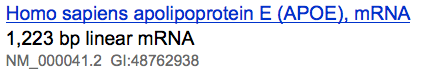 Homo sapiens apolipoprotein E (APOE), mRNA
1,223 bp linear mRNA
NM_000041.2 GI:48762938